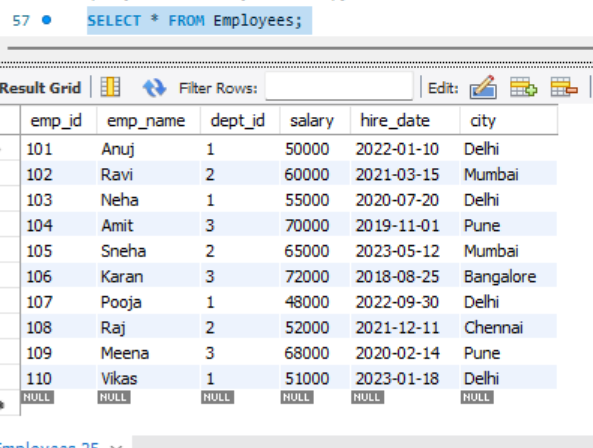 57 SELECT * FROM Employees;
Result Grid Filter Rows: Edit:
emp_id emp_name dept_id salary hire_date city
101 Anuj 1 50000 2022-01-10 Delhi
102 Ravi 2 60000 2021-03-15 Mumbai
103 Neha 1 55000 2020-07-20 Delhi
104 Amit 3 70000 2019-11-01 Pune
105 Sneha 2 65000 2023-05-12 Mumbai
106 Karan 3 72000 2018-08-25 Bangalore
107 Pooja 1 48000 2022-09-30 Delhi
108 Raj 2 52000 2021-12-11 Chennai
109 Meena 3 68000 2020-02-14 Pune
110 Vikas 1 51000 2023-01-18 Delhi
NULL NULL NULL NULL NULL NULL